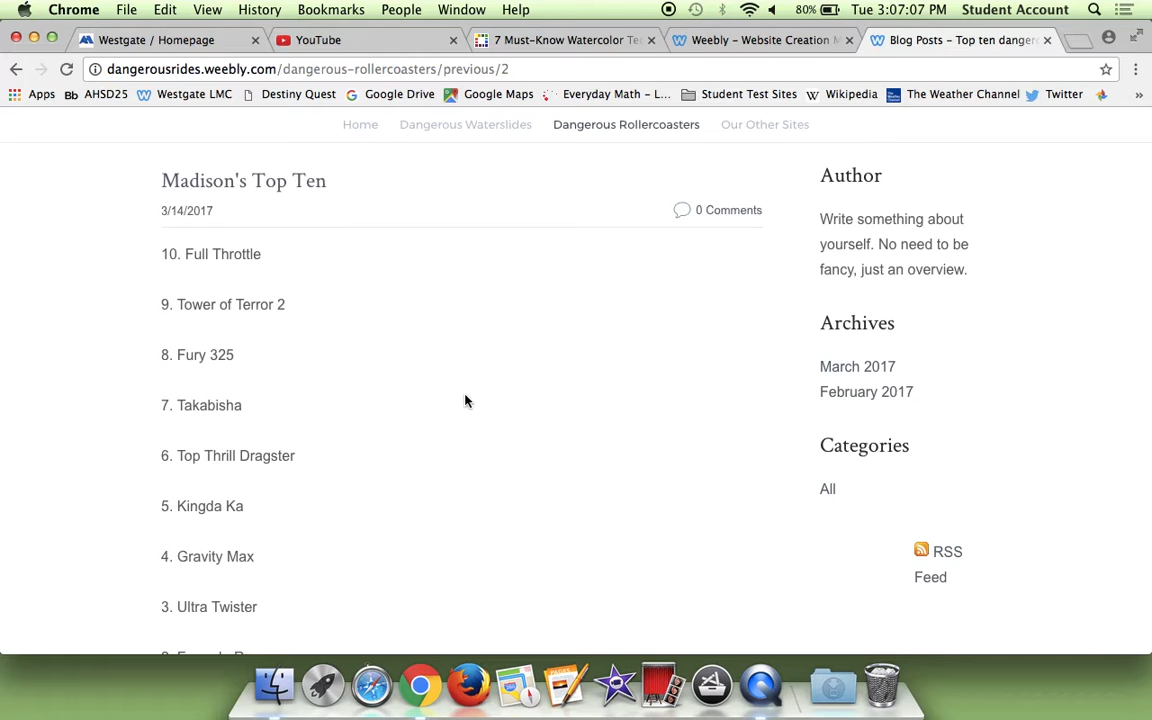 Chrome File Edit View History Bookmarks People Window Help 80% Tue 3:07:07 PM Student Account
Westgate / Homepage YouTube 7 Must-Know Watercolor Te Weebly - Website Creation M Blog Posts - Top ten danger
dangerousrides.weebly.com/dangerous-rollercoasters/previous/2
Apps Bb AHSD25 Westgate LMC Destiny Quest Google Drive Google Maps Everyday Math – L... Student Test Sites Wikipedia The Weather Channel Twitter »
Home Dangerous Waterslides Dangerous Rollercoasters Our Other Sites
Madison's Top Ten
3/14/2017
0 Comments
10. Full Throttle
9. Tower of Terror 2
8. Fury 325
7. Takabisha
6. Top Thrill Dragster
5. Kingda Ka
4. Gravity Max
3. Ultra Twister
Author
Write something about
yourself. No need to be
fancy, just an overview.
Archives
March 2017
February 2017
Categories
All
RSS
Feed